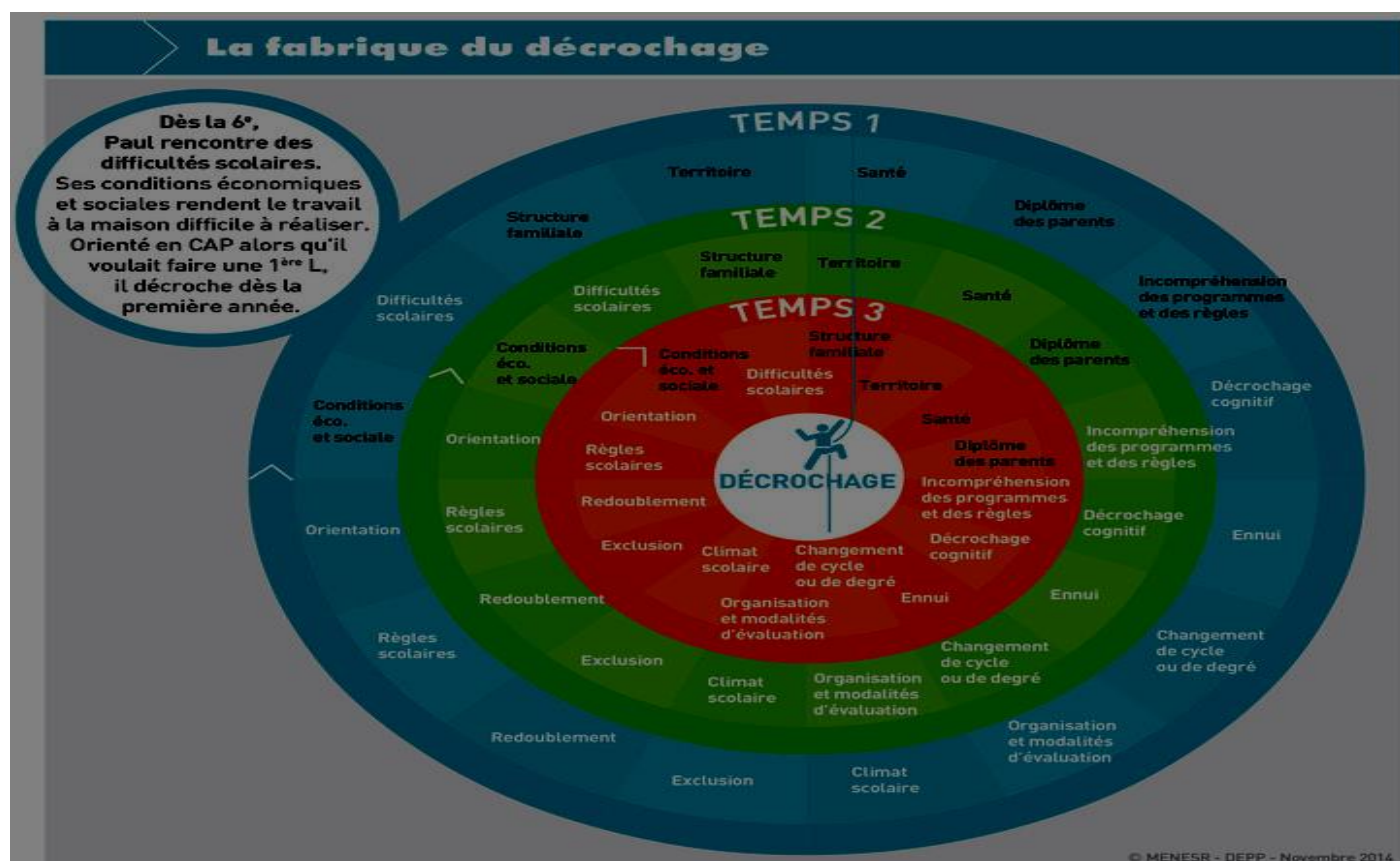 La fabrique du décrochage
Dès la 6e,
Paul rencontre des
difficultés scolaires.
Ses conditions économiques
et sociales rendent le travail
à la maison difficile à réaliser.
Orienté en CAP alors qu'il
voulait faire une 1ère L,
il décroche dès la
première année.
TEMPS 1
Territoire
Santé
Diplôme
des parents
Incompréhension
des programmes
et des règles
Décrochage
cognitif
Ennui
Changement
de cycle
ou de degré
Organisation
et modalités
d'évaluation
Climat
scolaire
Exclusion
Redoublement
Règles
scolaires
Orientation
Conditions
éco.
et sociale
Difficultés
scolaires
Structure
familiale
TEMPS 2
Structure
familiale
Territoire
Santé
Diplôme
des parents
Incompréhension
des programmes
et des règles
Décrochage
cognitif
Ennui
Changement
de cycle
ou de degré
Organisation
et modalités
d'évaluation
Climat
scolaire
Exclusion
Redoublement
Règles
scolaires
Orientation
Conditions
éco.
et sociale
Difficultés
scolaires
TEMPS 3
Structure
familiale
Territoire
Santé
Diplôme
des parents
Incompréhension
des programmes
et des règles
Décrochage
cognitif
Ennui
Changement
de cycle
ou de degré
Organisation
et modalités
d'évaluation
Climat
scolaire
Exclusion
Redoublement
Règles
scolaires
Orientation
Conditions
éco. et
sociale
Difficultés
scolaires
DÉCROCHAGE
© MENESR - DEPP - Novembre 2014